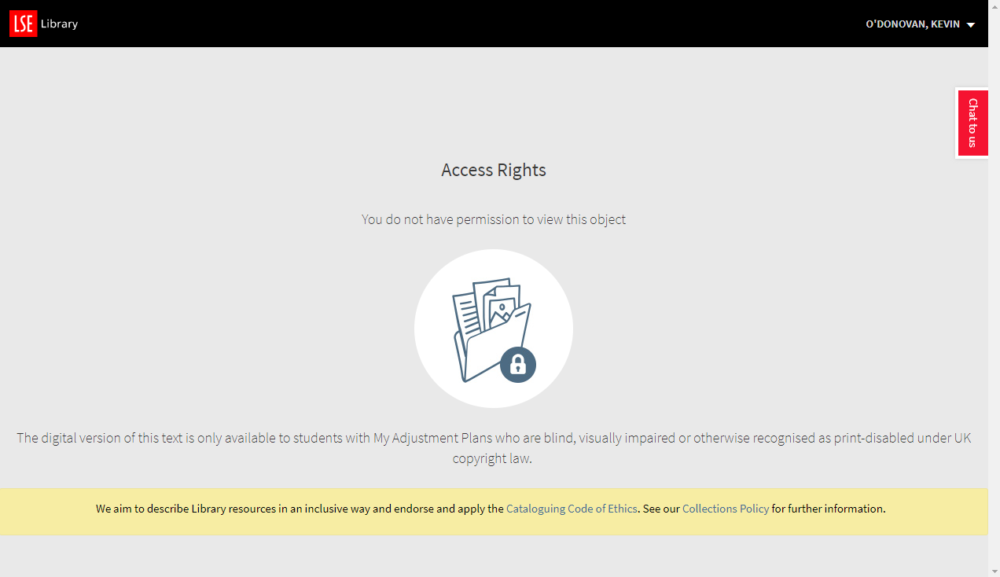 LSE Library
O'DONOVAN, KEVIN
Chat to us
Access Rights
You do not have permission to view this object
The digital version of this text is only available to students with My Adjustment Plans who are blind, visually impaired or otherwise recognised as print-disabled under UK
copyright law.
We aim to describe Library resources in an inclusive way and endorse and apply the Cataloguing Code of Ethics. See our Collections Policy for further information.